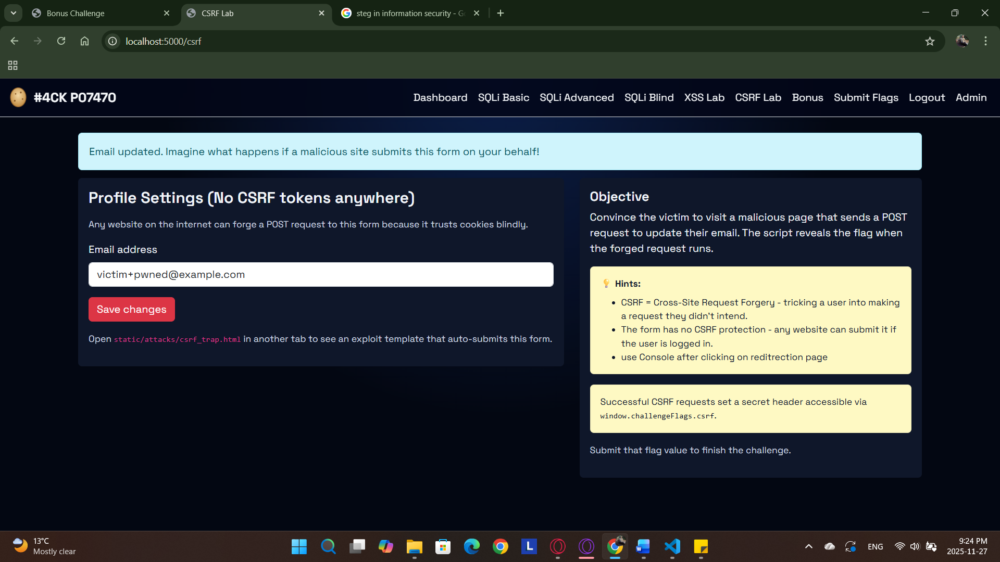 Bonus Challenge
CSRF Lab
steg in information security - G
localhost:5000/csrf
#4CK P07470
Dashboard SQLi Basic SQLi Advanced SQLi Blind XSS Lab CSRF Lab Bonus Submit Flags Logout Admin
Email updated. Imagine what happens if a malicious site submits this form on your behalf!
Profile Settings (No CSRF tokens anywhere)
Any website on the internet can forge a POST request to this form because it trusts cookies blindly.
Email address
victim+pwned@example.com
Save changes
Open static/attacks/csrf_trap.html in another tab to see an exploit template that auto-submits this form.
Objective
Convince the victim to visit a malicious page that sends a POST
request to update their email. The script reveals the flag when
the forged request runs.
💡 Hints:
• CSRF = Cross-Site Request Forgery - tricking a user into making
a request they didn't intend.
• The form has no CSRF protection - any website can submit it if
the user is logged in.
• use Console after clicking on reditrection page
Successful CSRF requests set a secret header accessible via
window.challengeFlags.csrf.
Submit that flag value to finish the challenge.
13°C
Mostly clear
L
W
ENG
9:24 PM
2025-11-27